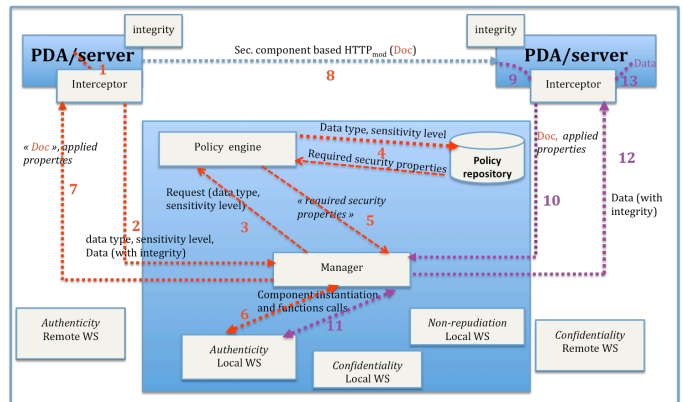 integrity
integrity
PDA/server
Sec. component based HTTPmod (Doc)
PDA/server
1
8
9
Data
13
Interceptor
Interceptor
« Doc », applied
properties
7
2
Data type, sensitivity level
4
Policy engine
Required security properties
Policy
repository
Doc, applied
properties
12
10
Request (data type,
sensitivity level)
3
« required security
properties »
5
Data (with
integrity)
data type, sensitivity level,
Data (with integrity)
Manager
Component instantiation
and functions calls
6
11
Authenticity
Remote WS
Authenticity
Local WS
Confidentiality
Local WS
Non-repudiation
Local WS
Confidentiality
Remote WS